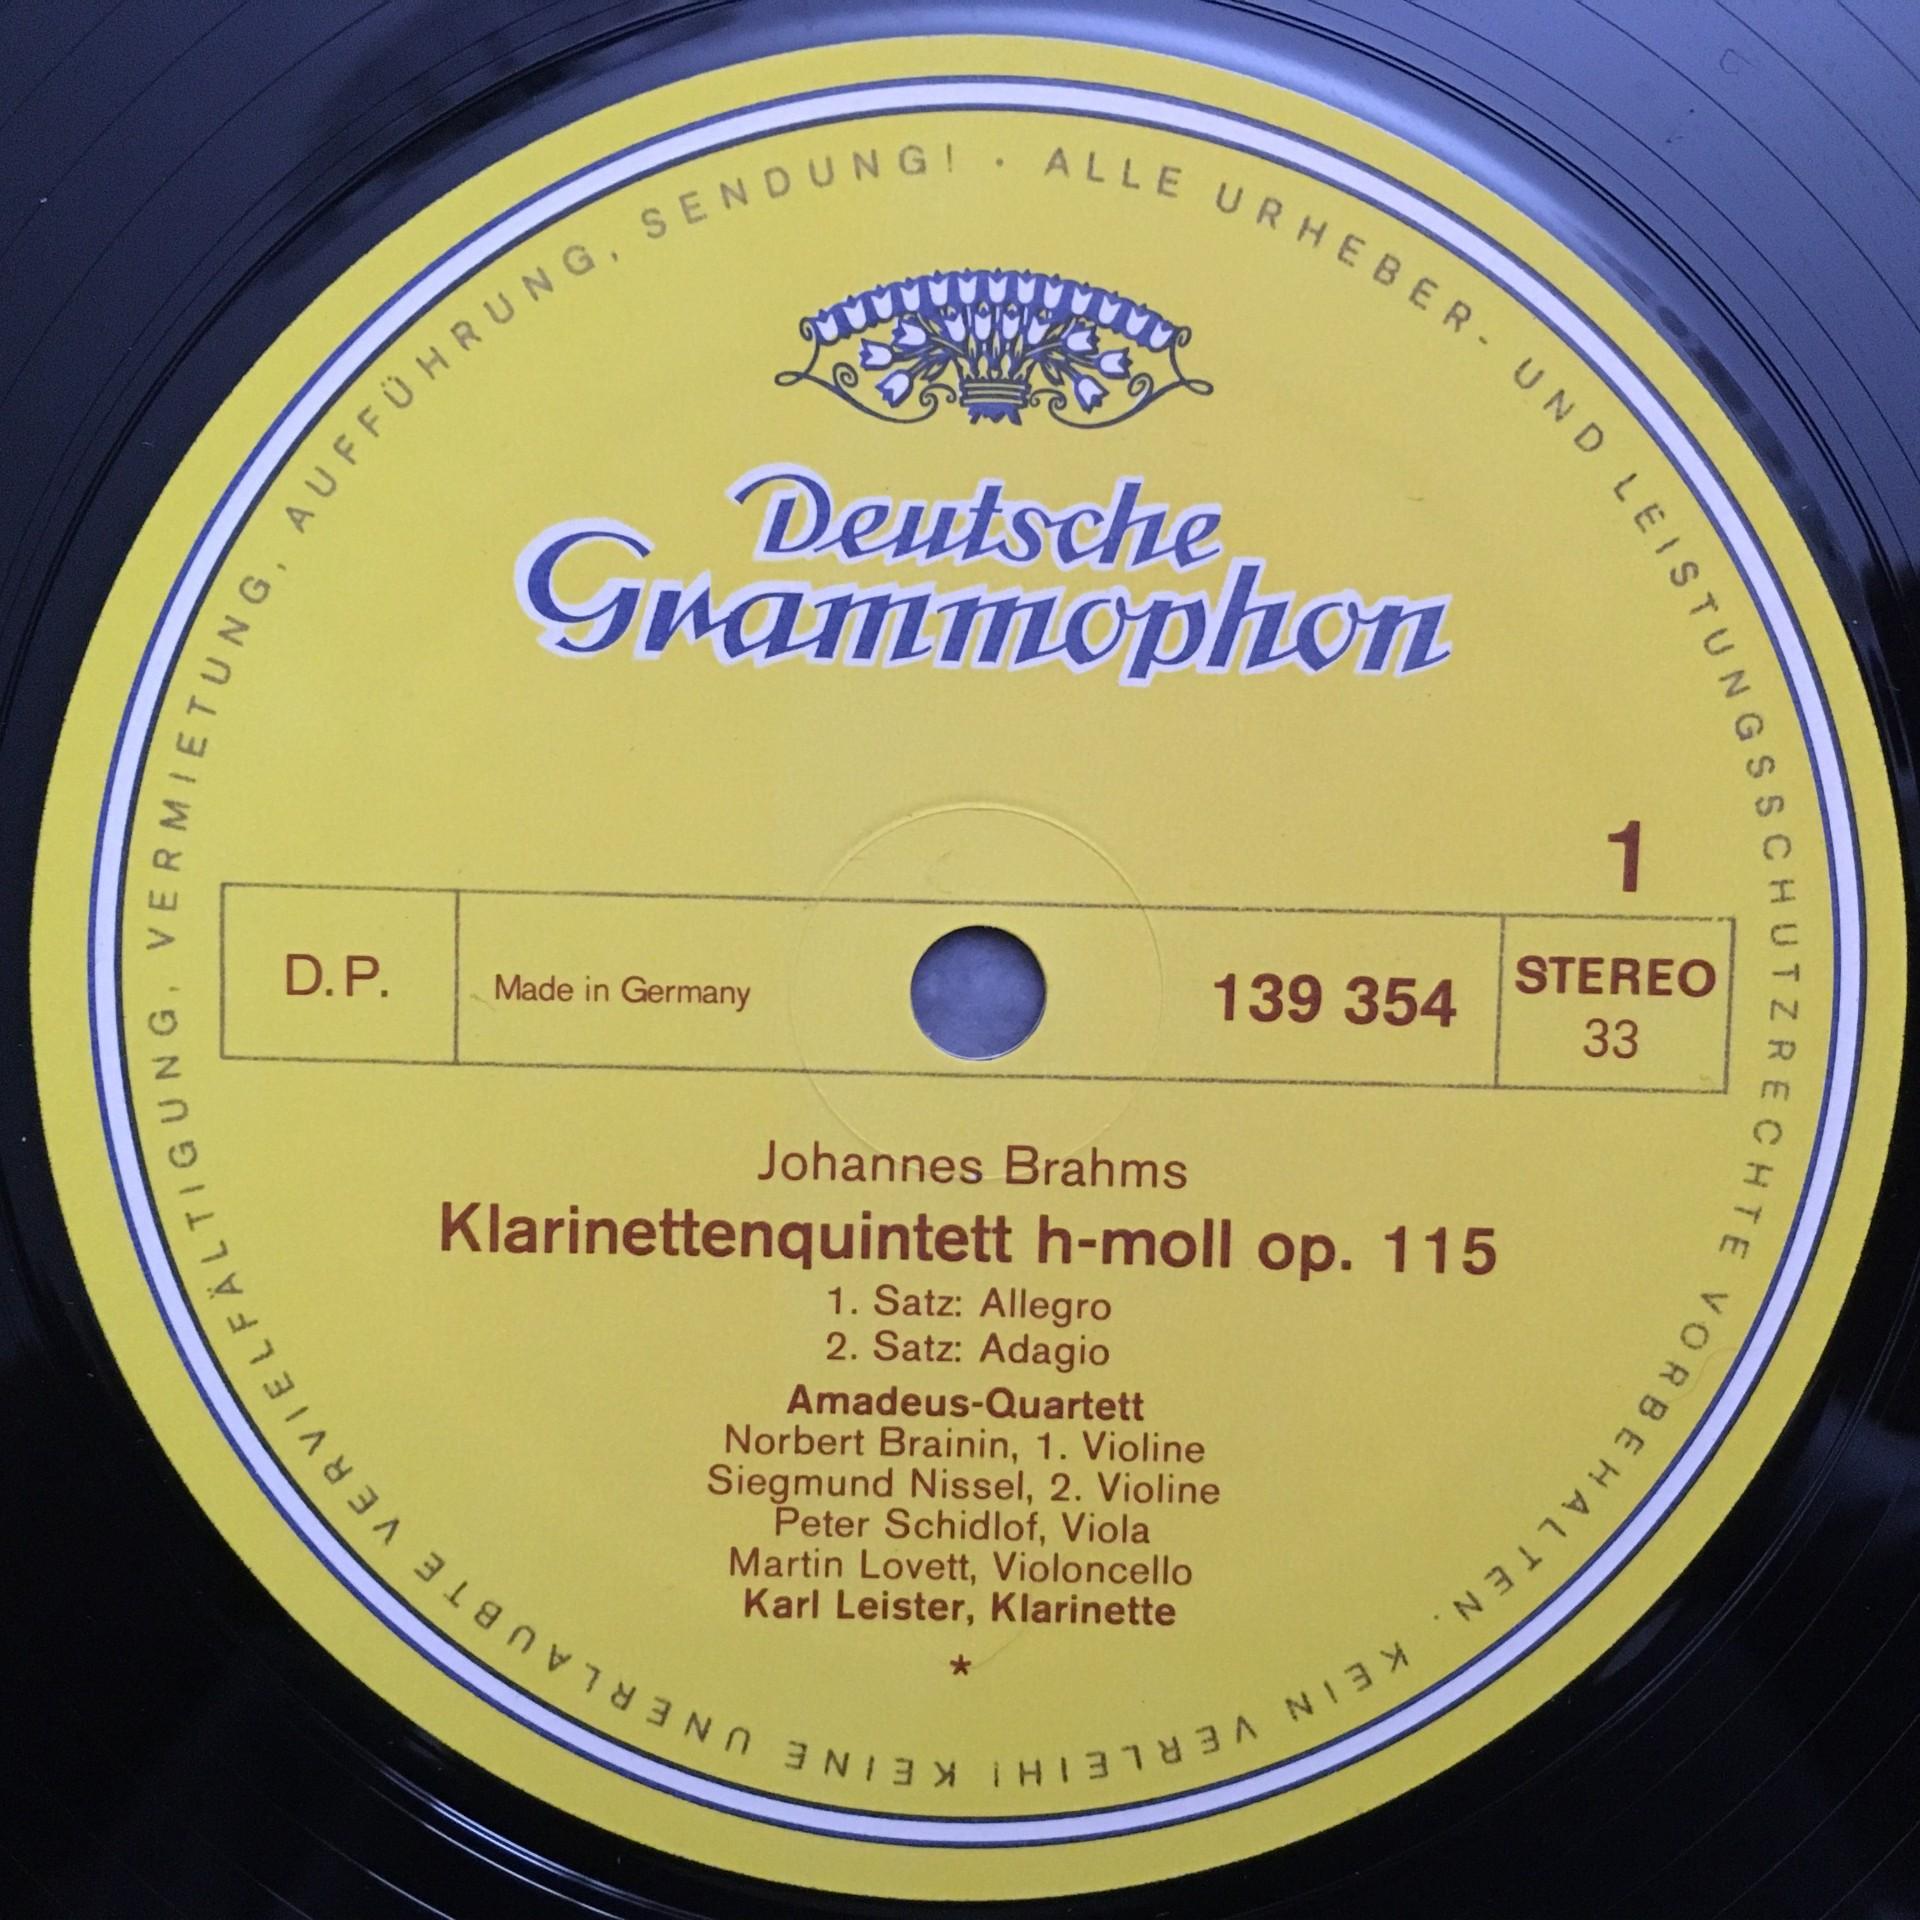 ALLE URHEBER- UND LEISTUNGSSCHUTZRECHTE VORBEHALTEN. KEIN VERLEIH! KEINE UNERLAUBTE VERVIELFÄLTIGUNG, VERMIETUNG, AUFFÜHRUNG, SENDUNG! ·
Deutsche
Grammophon
1
D.P.
Made in Germany
139 354
STEREO
33
Johannes Brahms
Klarinettenquintett h-moll op. 115
1. Satz: Allegro
2. Satz: Adagio
Amadeus-Quartett
Norbert Brainin, 1. Violine
Siegmund Nissel, 2. Violine
Peter Schidlof, Viola
Martin Lovett, Violoncello
Karl Leister, Klarinette
*